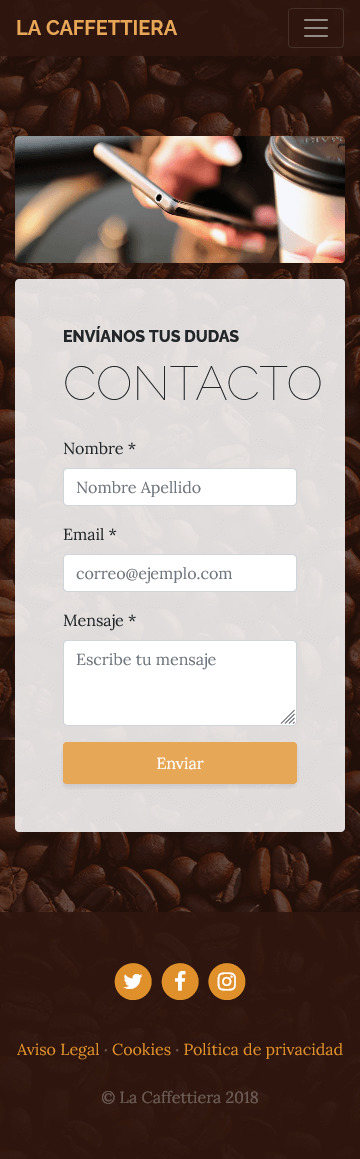 LA CAFFETTIERA
ENVÍANOS TUS DUDAS
CONTACTO
Nombre *
Nombre Apellido
Email *
correo@ejemplo.com
Mensaje *
Escribe tu mensaje
Enviar
Aviso Legal · Cookies · Política de privacidad
© La Caffettiera 2018